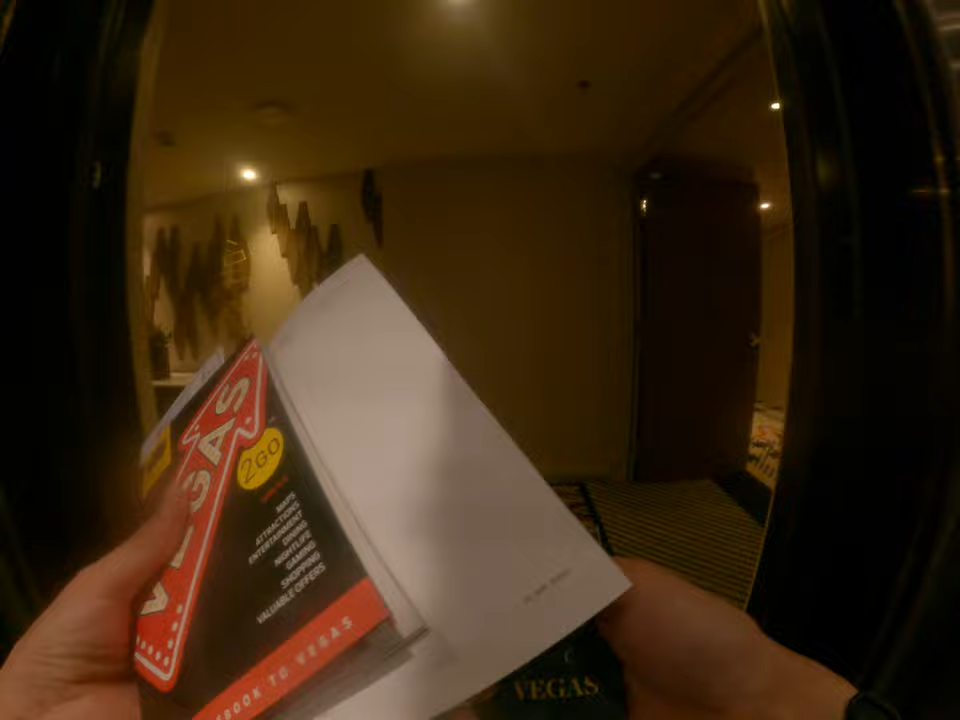 VEGAS
2GO
MAPS
ATTRACTIONS
ENTERTAINMENT
DINING
NIGHTLIFE
GAMING
SHOPPING
VALUABLE OFFERS
BOOK TO VEGAS
VEGAS